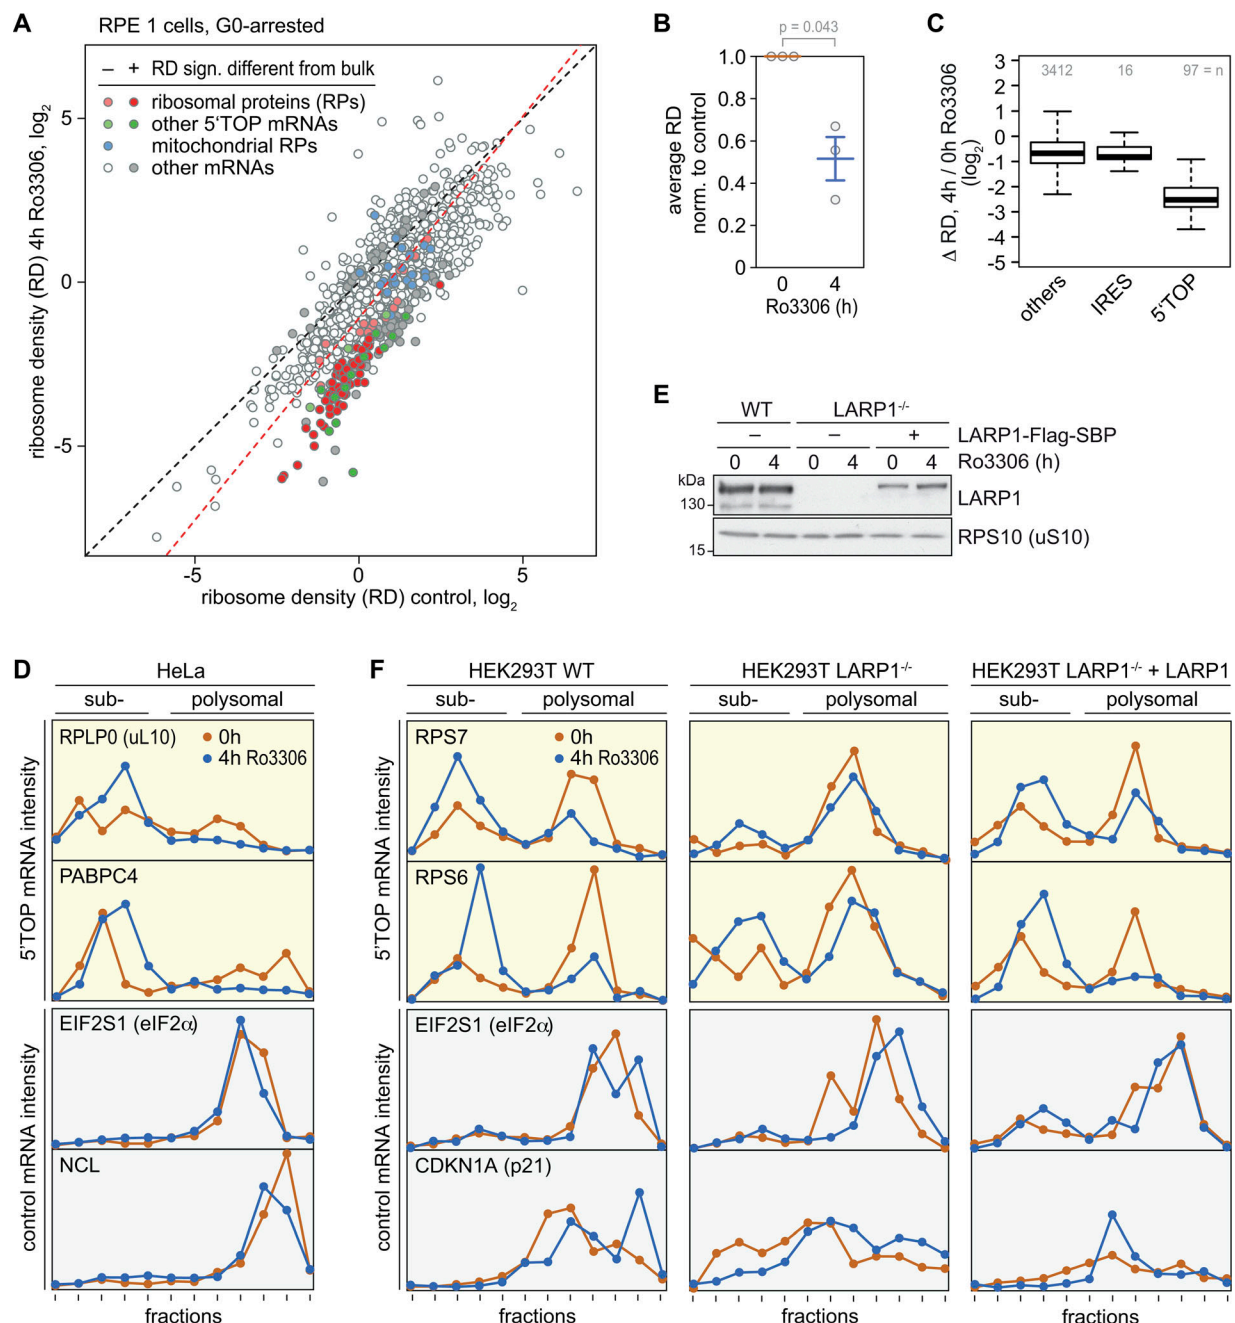 A
RPE 1 cells, G0-arrested
– + RD sign. different from bulk
ribosomal proteins (RPs)
other 5'TOP mRNAs
mitochondrial RPs
other mRNAs
ribosome density (RD) 4h Ro3306, log2
5
0
-5
-5 0 5
ribosome density (RD) control, log2
B
p = 0.043
average RD
norm. to control
1.0
0.8
0.6
0.4
0.2
0
0 4
Ro3306 (h)
C
Δ RD, 4h / 0h Ro3306
(log2)
3
2
1
0
-1
-2
-3
-4
-5
3412 16 97 = n
others IRES 5'TOP
E
WT LARP1-/-
– – + LARP1-Flag-SBP
0 4 0 4 0 4 Ro3306 (h)
kDa
130
LARP1
15
RPS10 (uS10)
D
HeLa
sub- polysomal
5'TOP mRNA intensity
RPLP0 (uL10)
0h
4h Ro3306
PABPC4
control mRNA intensity
EIF2S1 (eIF2α)
NCL
fractions
F
HEK293T WT HEK293T LARP1-/- HEK293T LARP1-/- + LARP1
sub- polysomal sub- polysomal sub- polysomal
5'TOP mRNA intensity
RPS7
0h
4h Ro3306
RPS6
control mRNA intensity
EIF2S1 (eIF2α)
CDKN1A (p21)
fractions fractions fractions